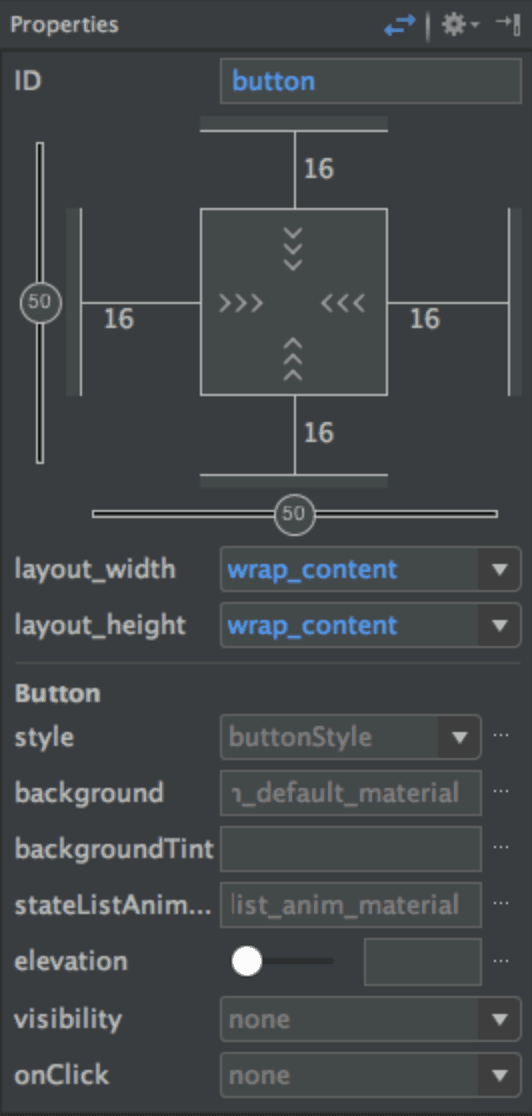 Properties
ID button
16
50 16 16
16
50
layout_width wrap_content
layout_height wrap_content
Button
style buttonStyle ...
background n_default_material ...
backgroundTint ...
stateListAnim... list_anim_material ...
elevation ...
visibility none
onClick none